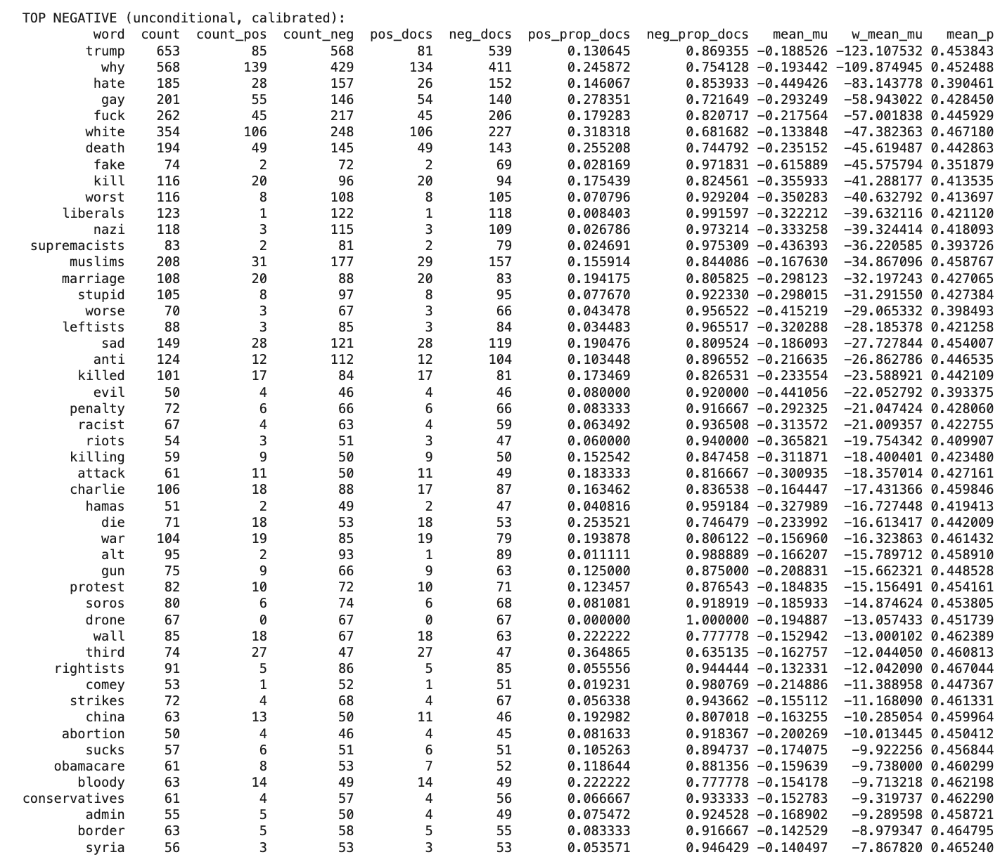 TOP NEGATIVE (unconditional, calibrated):
word count count_pos count_neg pos_docs neg_docs pos_prop_docs neg_prop_docs mean_mu w_mean_mu mean_p
trump 653 85 568 81 539 0.130645 0.869355 -0.188526 -123.107532 0.453843
why 568 139 429 134 411 0.245872 0.754128 -0.193442 -109.874945 0.452488
hate 185 28 157 26 152 0.146067 0.853933 -0.449426 -83.143778 0.390461
gay 201 55 146 54 140 0.278351 0.721649 -0.293249 -58.943022 0.428450
fuck 262 45 217 45 206 0.179283 0.820717 -0.217564 -57.001838 0.445929
white 354 106 248 106 227 0.318318 0.681682 -0.133848 -47.382363 0.467180
death 194 49 145 49 143 0.255208 0.744792 -0.235152 -45.619487 0.442863
fake 74 2 72 2 69 0.028169 0.971831 -0.615889 -45.575794 0.351879
kill 116 20 96 20 94 0.175439 0.824561 -0.355933 -41.288177 0.413535
worst 116 8 108 8 105 0.070796 0.929204 -0.350283 -40.632792 0.413697
liberals 123 1 122 1 118 0.008403 0.991597 -0.322212 -39.632116 0.421120
nazi 118 3 115 3 109 0.026786 0.973214 -0.333258 -39.324414 0.418093
supremacists 83 2 81 2 79 0.024691 0.975309 -0.436393 -36.220585 0.393726
muslims 208 31 177 29 157 0.155914 0.844086 -0.167630 -34.867096 0.458767
marriage 108 20 88 20 83 0.194175 0.805825 -0.298123 -32.197243 0.427065
stupid 105 8 97 8 95 0.077670 0.922330 -0.298015 -31.291550 0.427384
worse 70 3 67 3 66 0.043478 0.956522 -0.415219 -29.065332 0.398493
leftists 88 3 85 3 84 0.034483 0.965517 -0.320288 -28.185378 0.421258
sad 149 28 121 28 119 0.190476 0.809524 -0.186093 -27.727844 0.454007
anti 124 12 112 12 104 0.103448 0.896552 -0.216635 -26.862786 0.446535
killed 101 17 84 17 81 0.173469 0.826531 -0.233554 -23.588921 0.442109
evil 50 4 46 4 46 0.080000 0.920000 -0.441056 -22.052792 0.393375
penalty 72 6 66 6 66 0.083333 0.916667 -0.292325 -21.047424 0.428060
racist 67 4 63 4 59 0.063492 0.936508 -0.313572 -21.009357 0.422755
riots 54 3 51 3 47 0.060000 0.940000 -0.365821 -19.754342 0.409907
killing 59 9 50 9 50 0.152542 0.847458 -0.311871 -18.400401 0.423480
attack 61 11 50 11 49 0.183333 0.816667 -0.300935 -18.357014 0.427161
charlie 106 18 88 17 87 0.163462 0.836538 -0.164447 -17.431366 0.459846
hamas 51 2 49 2 47 0.040816 0.959184 -0.327989 -16.727448 0.419413
die 71 18 53 18 53 0.253521 0.746479 -0.233992 -16.613417 0.442009
war 104 19 85 19 79 0.193878 0.806122 -0.156960 -16.323863 0.461432
alt 95 2 93 1 89 0.011111 0.988889 -0.166207 -15.789712 0.458910
gun 75 9 66 9 63 0.125000 0.875000 -0.208831 -15.662321 0.448528
protest 82 10 72 10 71 0.123457 0.876543 -0.184835 -15.156491 0.454161
soros 80 6 74 6 68 0.081081 0.918919 -0.185933 -14.874624 0.453805
drone 67 0 67 0 67 0.000000 1.000000 -0.194887 -13.057433 0.451739
wall 85 18 67 18 63 0.222222 0.777778 -0.152942 -13.000102 0.462389
third 74 27 47 27 47 0.364865 0.635135 -0.162757 -12.044050 0.460813
rightists 91 5 86 5 85 0.055556 0.944444 -0.132331 -12.042090 0.467044
comey 53 1 52 1 51 0.019231 0.980769 -0.214886 -11.388958 0.447367
strikes 72 4 68 4 67 0.056338 0.943662 -0.155112 -11.168090 0.461331
china 63 13 50 11 46 0.192982 0.807018 -0.163255 -10.285054 0.459964
abortion 50 4 46 4 45 0.081633 0.918367 -0.200269 -10.013445 0.450412
sucks 57 6 51 6 51 0.105263 0.894737 -0.174075 -9.922256 0.456844
obamacare 61 8 53 7 52 0.118644 0.881356 -0.159639 -9.738000 0.460299
bloody 63 14 49 14 49 0.222222 0.777778 -0.154178 -9.713218 0.462198
conservatives 61 4 57 4 56 0.066667 0.933333 -0.152783 -9.319737 0.462290
admin 55 5 50 4 49 0.075472 0.924528 -0.168902 -9.289598 0.458721
border 63 5 58 5 55 0.083333 0.916667 -0.142529 -8.979347 0.464795
syria 56 3 53 3 53 0.053571 0.946429 -0.140497 -7.867820 0.465240